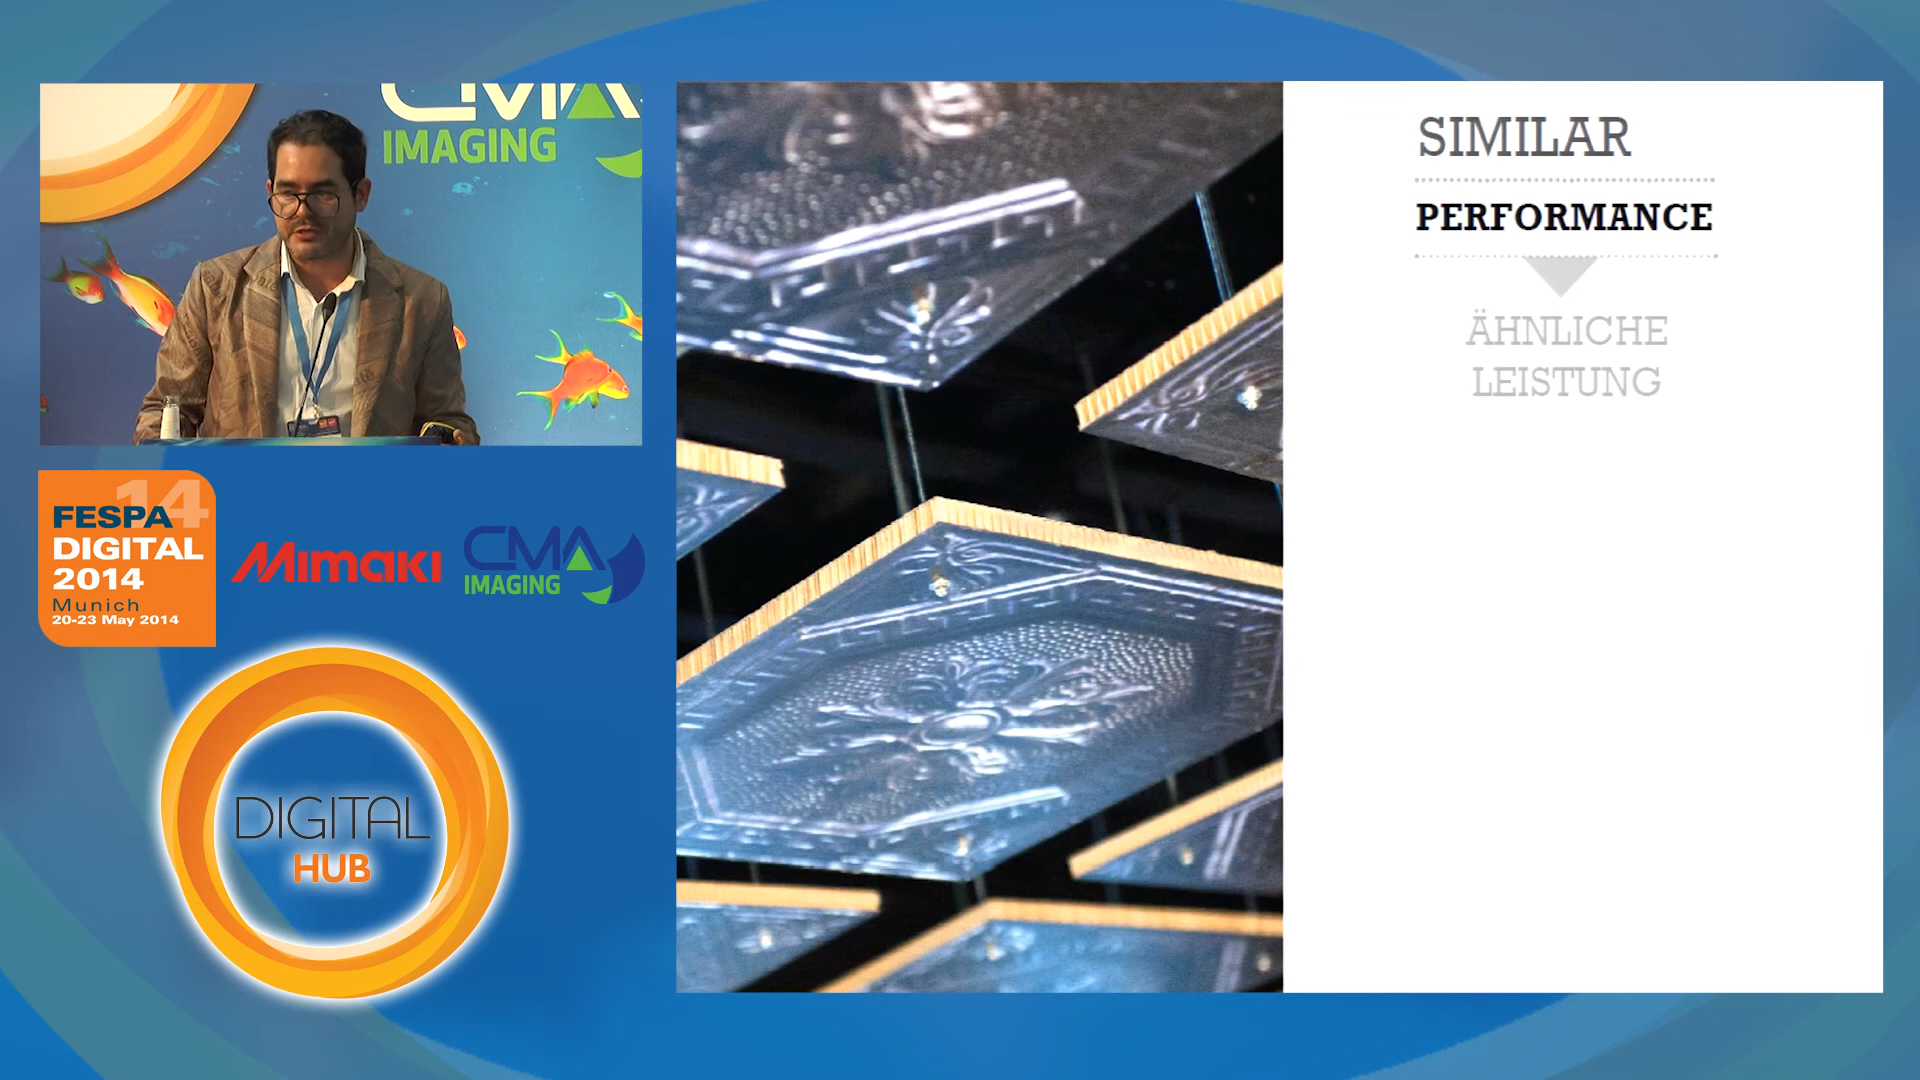 CMA
IMAGING
FESPA 14
DIGITAL
2014
Munich
20-23 May 2014
Mimaki
CMA
IMAGING
DIGITAL
HUB
SIMILAR
PERFORMANCE
ÄHNLICHE
LEISTUNG